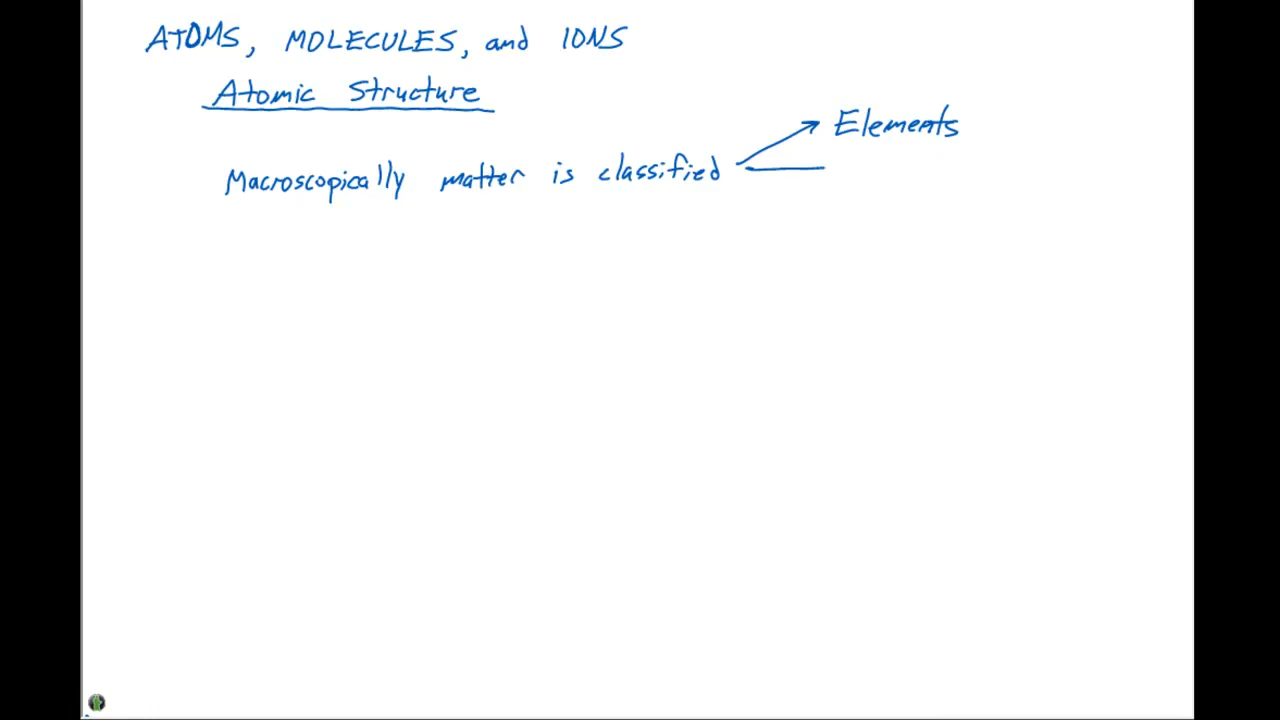 ATOMS, MOLECULES, and IONS
Atomic Structure
Elements
Macroscopically matter is classified